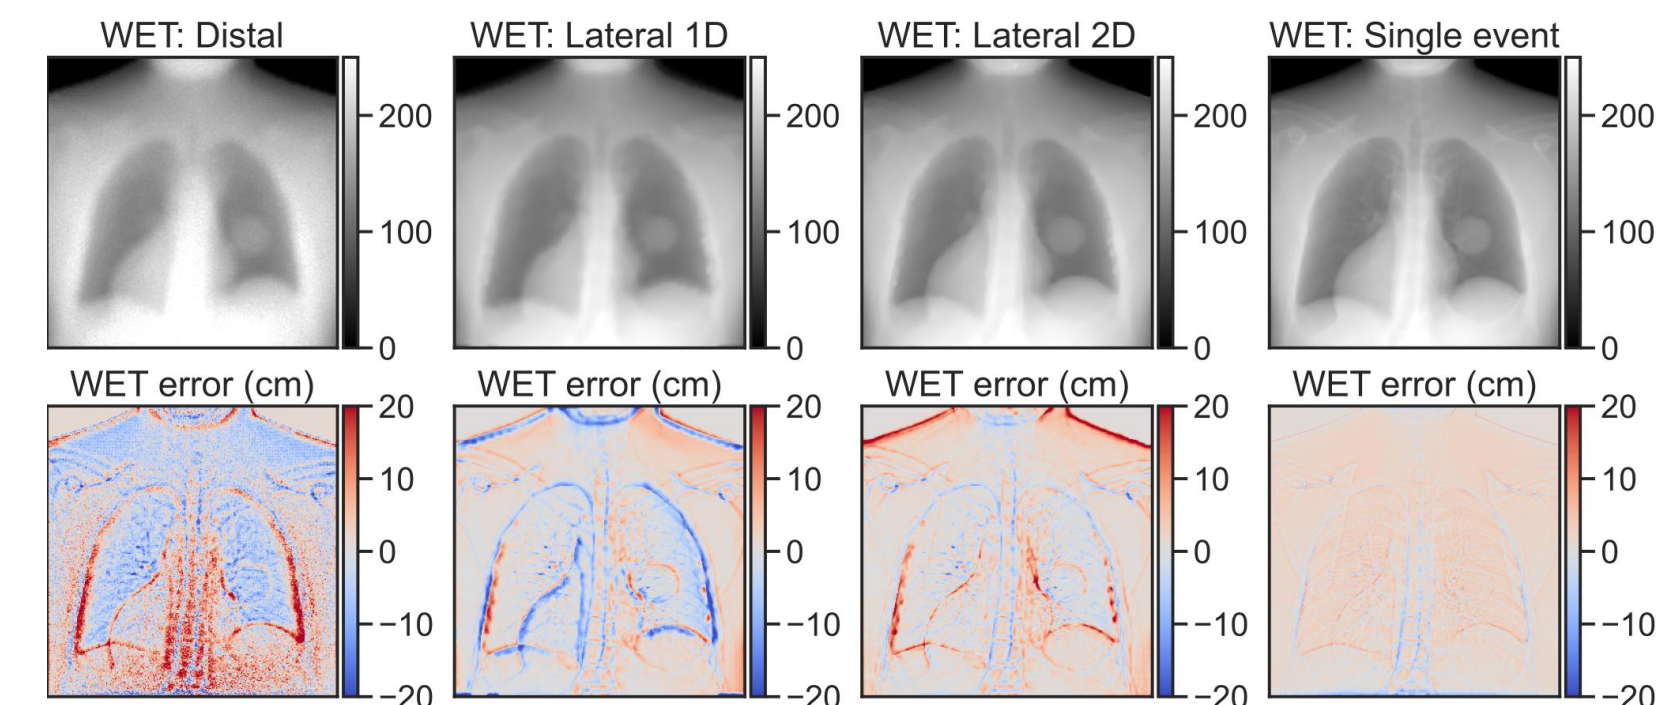 WET: Distal WET: Lateral 1D WET: Lateral 2D WET: Single event
200 200 200 200
100 100 100 100
0 0 0 0
WET error (cm) WET error (cm) WET error (cm) WET error (cm)
20 20 20 20
10 10 10 10
0 0 0 0
−10 −10 −10 −10
−20 −20 −20 −20